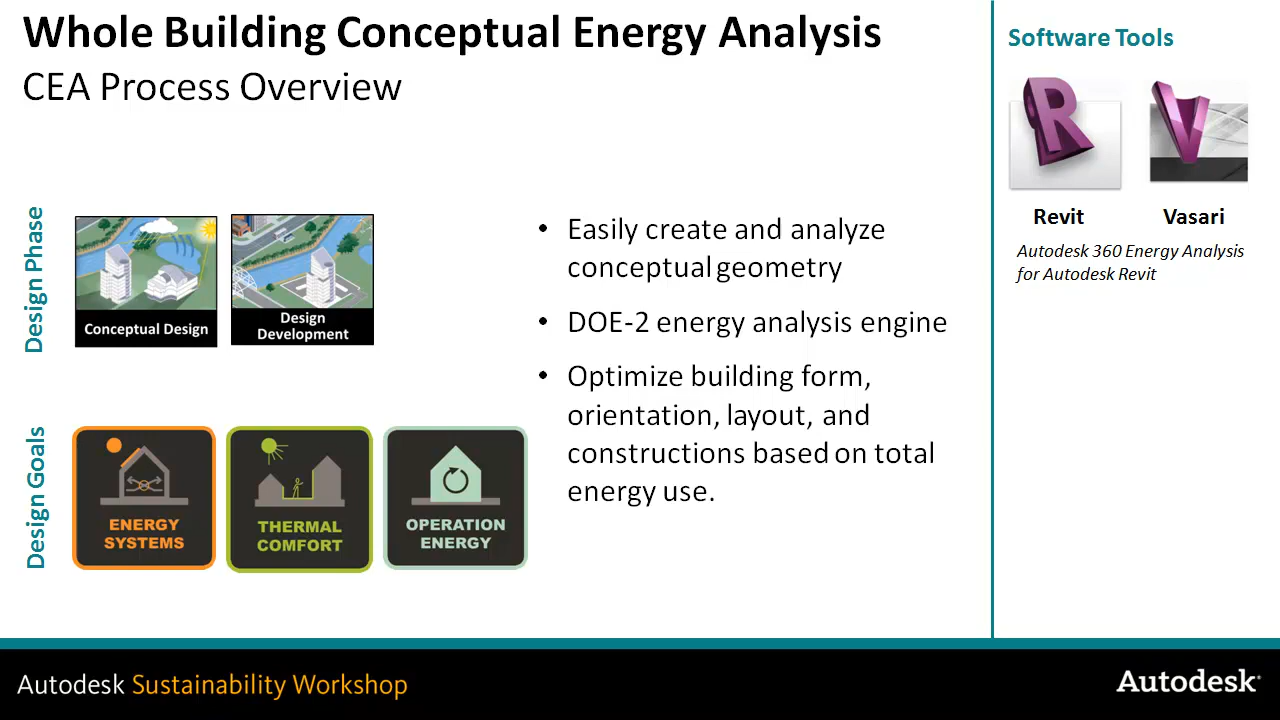 Whole Building Conceptual Energy Analysis
CEA Process Overview
Design Phase
Conceptual Design
Design
Development
Design Goals
ENERGY
SYSTEMS
THERMAL
COMFORT
OPERATION
ENERGY
• Easily create and analyze
conceptual geometry
• DOE-2 energy analysis engine
• Optimize building form,
orientation, layout, and
constructions based on total
energy use.
Software Tools
R
V
Revit
Vasari
Autodesk 360 Energy Analysis
for Autodesk Revit
Autodesk Sustainability Workshop
Autodesk®